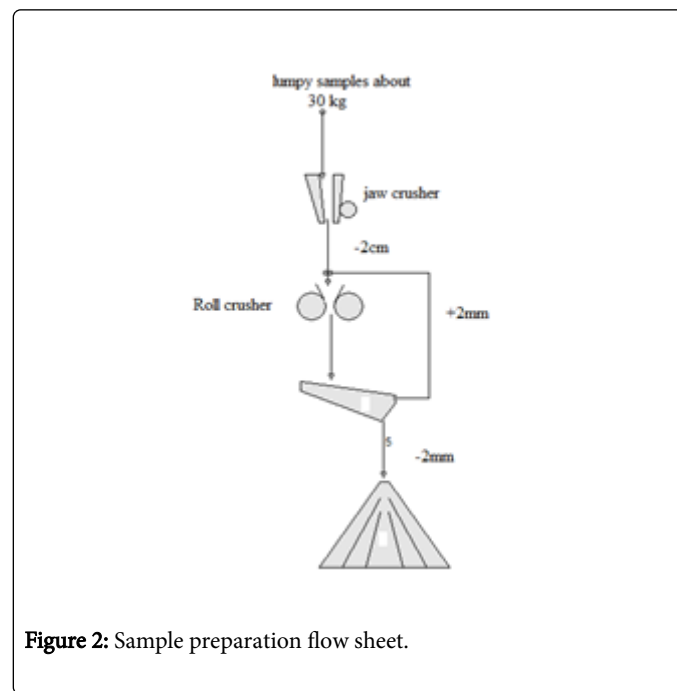 lumpy samples about
30 kg
jaw crusher
-2cm
Roll crusher
+2mm
5
-2mm
Figure 2: Sample preparation flow sheet.